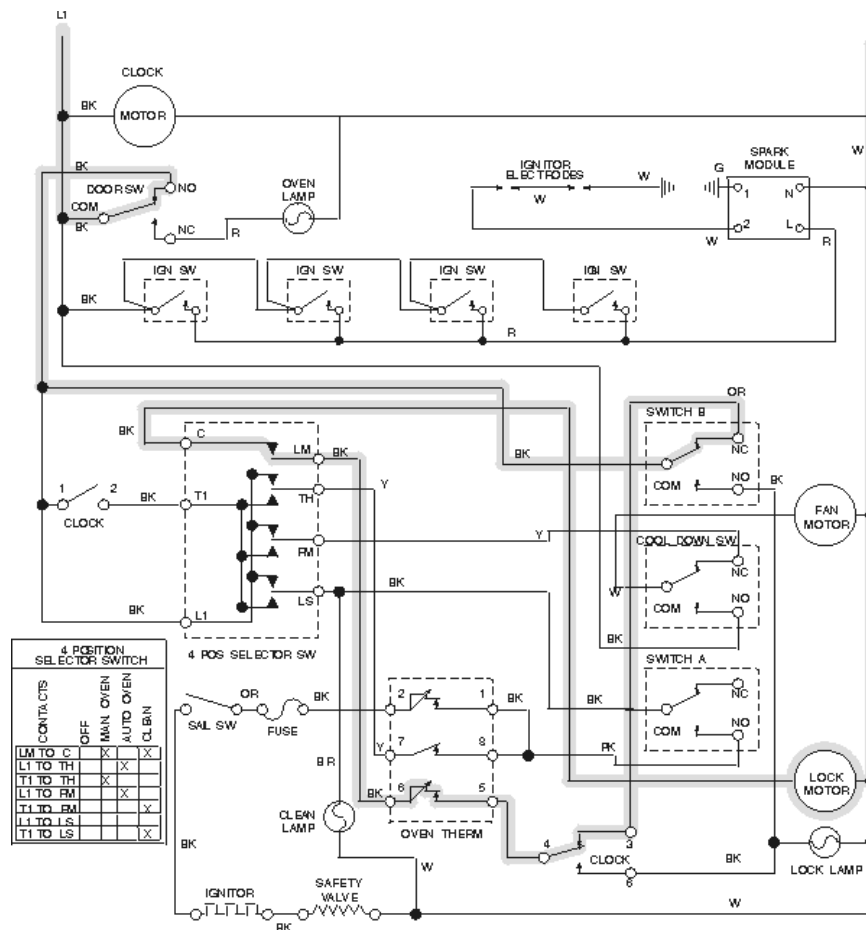 L1
CLOCK
MOTOR
BK
W
BK
DOOR SW
NO
COM
BK
NC
R
OVEN
LAMP
IGNITOR
ELECTRODES
W
W
G
SPARK
MODULE
1
N
2
L
W
R
IGN SW
IGN SW
IGN SW
IGN SW
BK
R
OR
SWITCH B
BK
C
LM
BK
BK
NC
COM
NO
BK
1
2
CLOCK
BK
T1
TH
Y
FAN
MOTOR
FM
Y
COOL DOWN SW
NC
W
COM
NO
LS
BK
BK
L1
BK
4 POS SELECTOR SW
SWITCH A
NC
COM
NO
BK
4 POSITION
SELECTOR SWITCH
CONTACTS
OFF
MAN. OVEN
AUTO OVEN
CLEAN
LM TO C X X
L1 TO TH X
T1 TO TH X
L1 TO FM X
T1 TO FM X
L1 TO LS
T1 TO LS X
SAIL SW
OR
FUSE
BK
2
1
BK
Y
7
8
PK
BR
BK
6
5
OVEN THERM
LOCK
MOTOR
CLEAN
LAMP
4
3
CLOCK
6
BK
LOCK LAMP
BK
W
IGNITOR
BK
SAFETY
VALVE
W